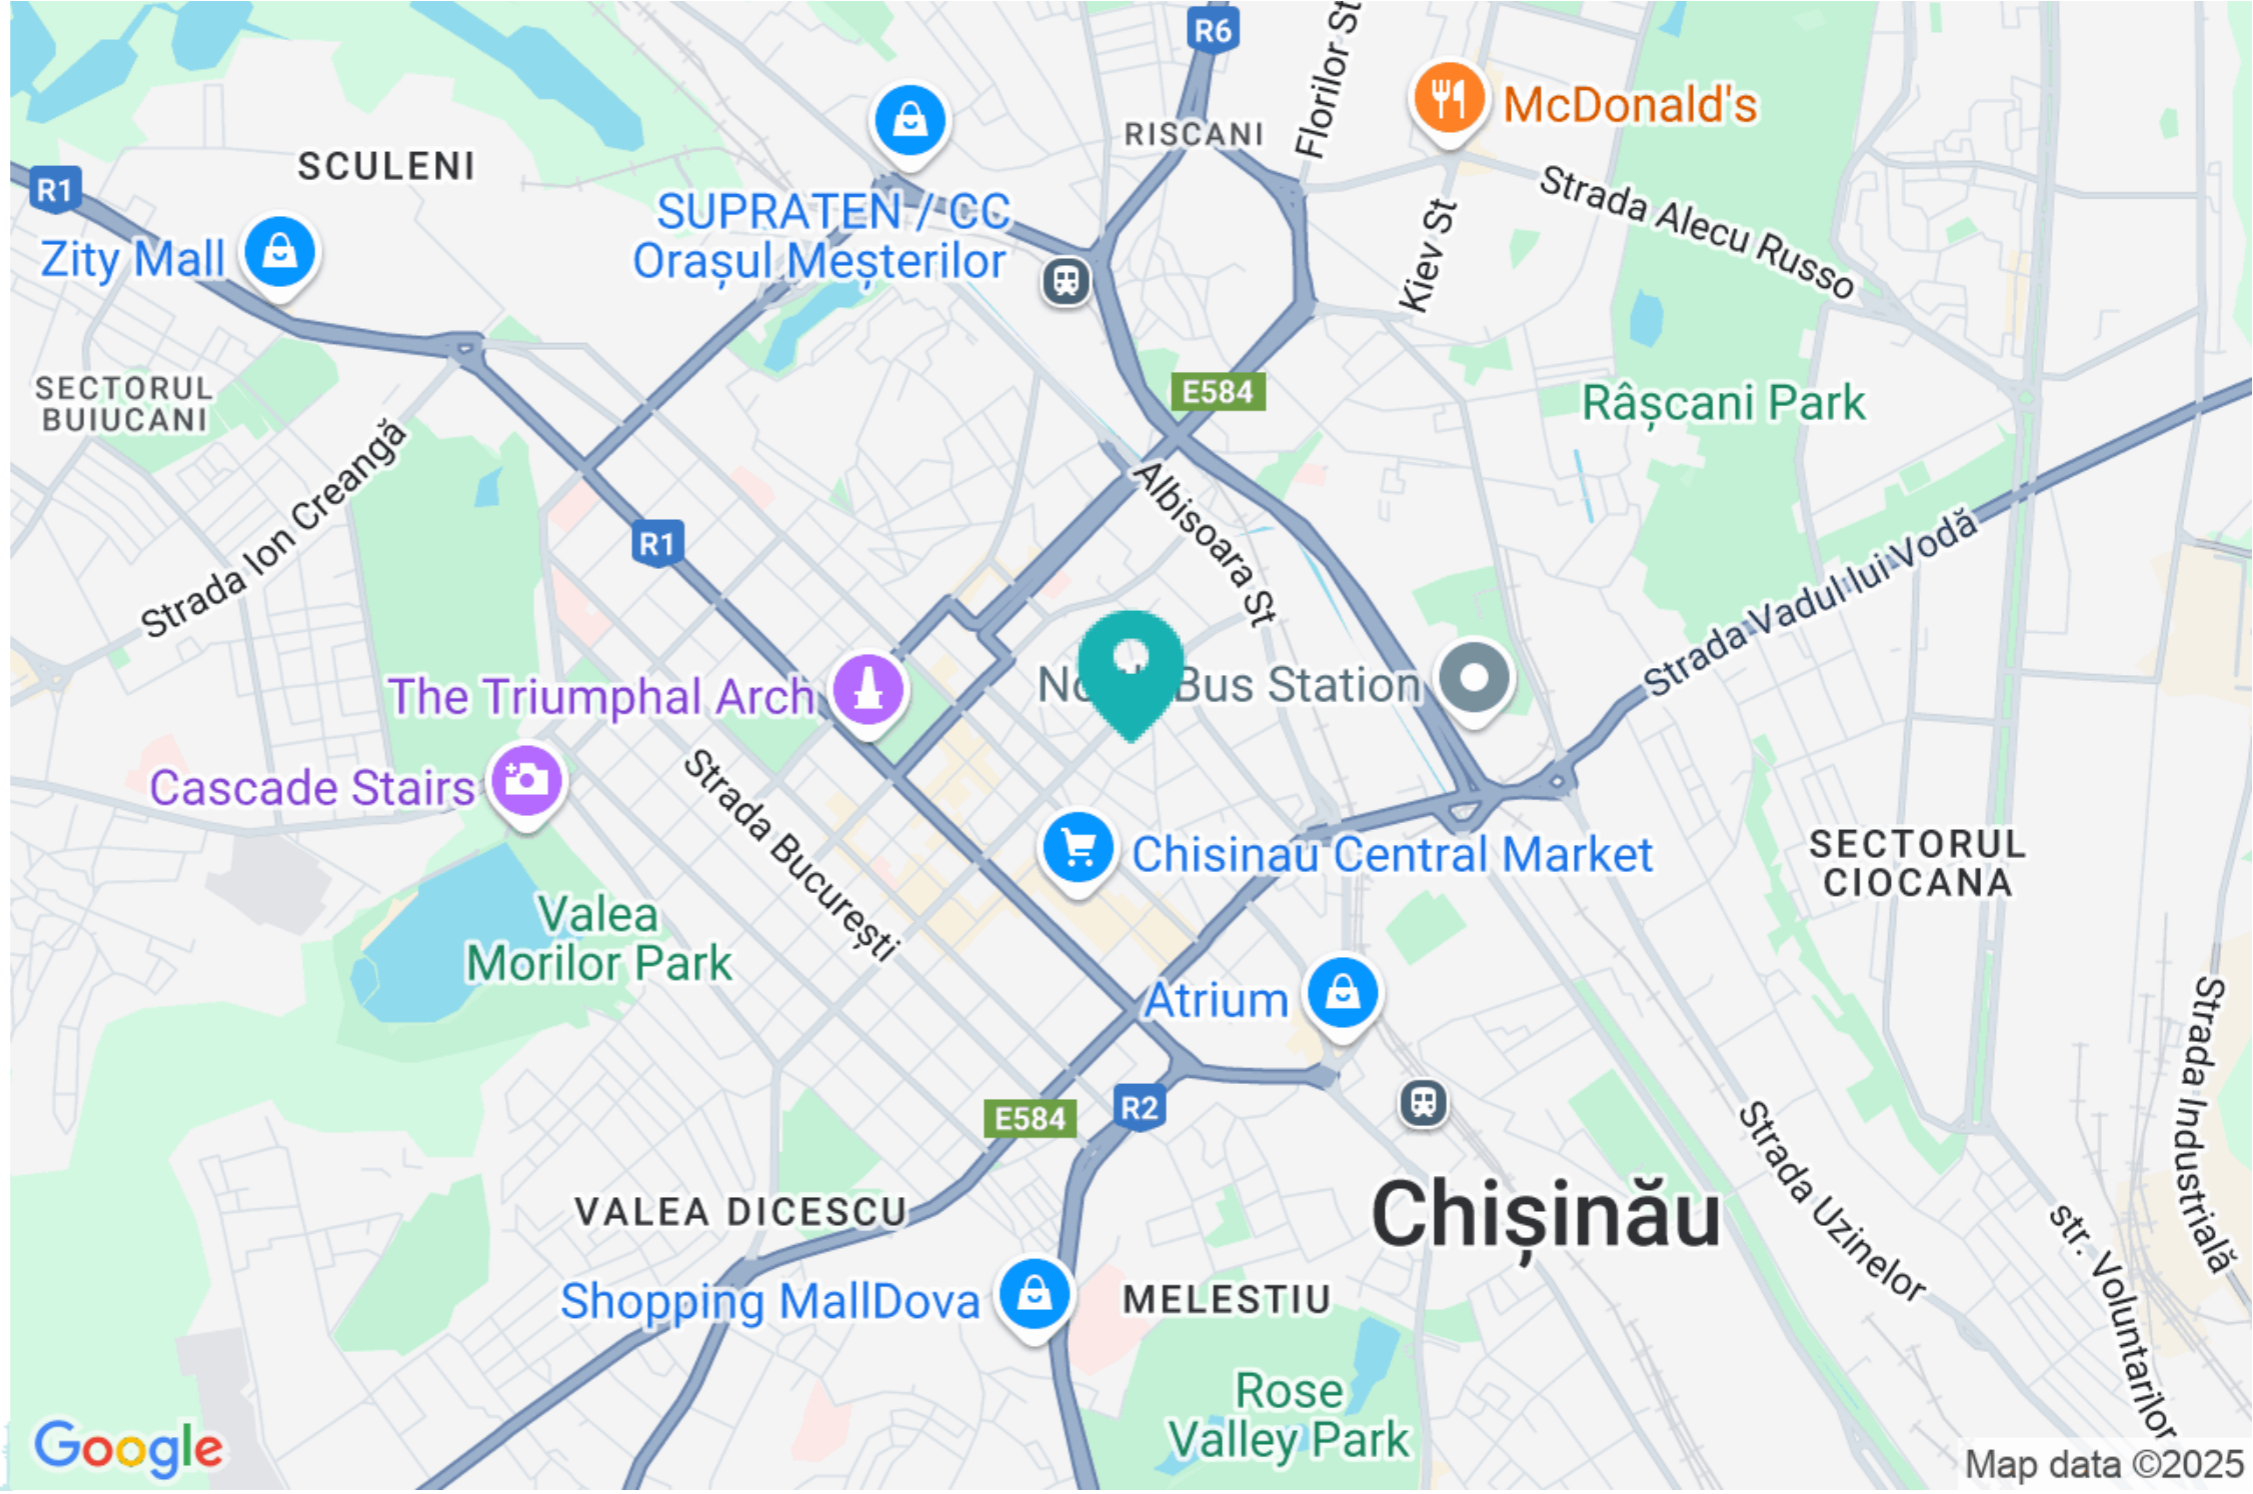 R6
Florilor St
McDonald's
RISCANI
SCULENI
R1
SUPRATEN / CC
Orașul Meșterilor
Zity Mall
Strada Alecu Russo
Kiev St
SECTORUL
BUIUCANI
E584
Râșcani Park
Strada Ion Creangă
R1
Albisoara St
Strada Vadul lui Vodă
The Triumphal Arch
Bus Station
Cascade Stairs
Strada București
Chisinau Central Market
SECTORUL
CIOCANA
Valea
Morilor Park
Atrium
Strada Industrială
E584
R2
Strada Uzinelor
VALEA DICESCU
Chișinău
str. Voluntarilor
Shopping MallDova
MELESTIU
Rose
Valley Park
Google
Map data ©2025